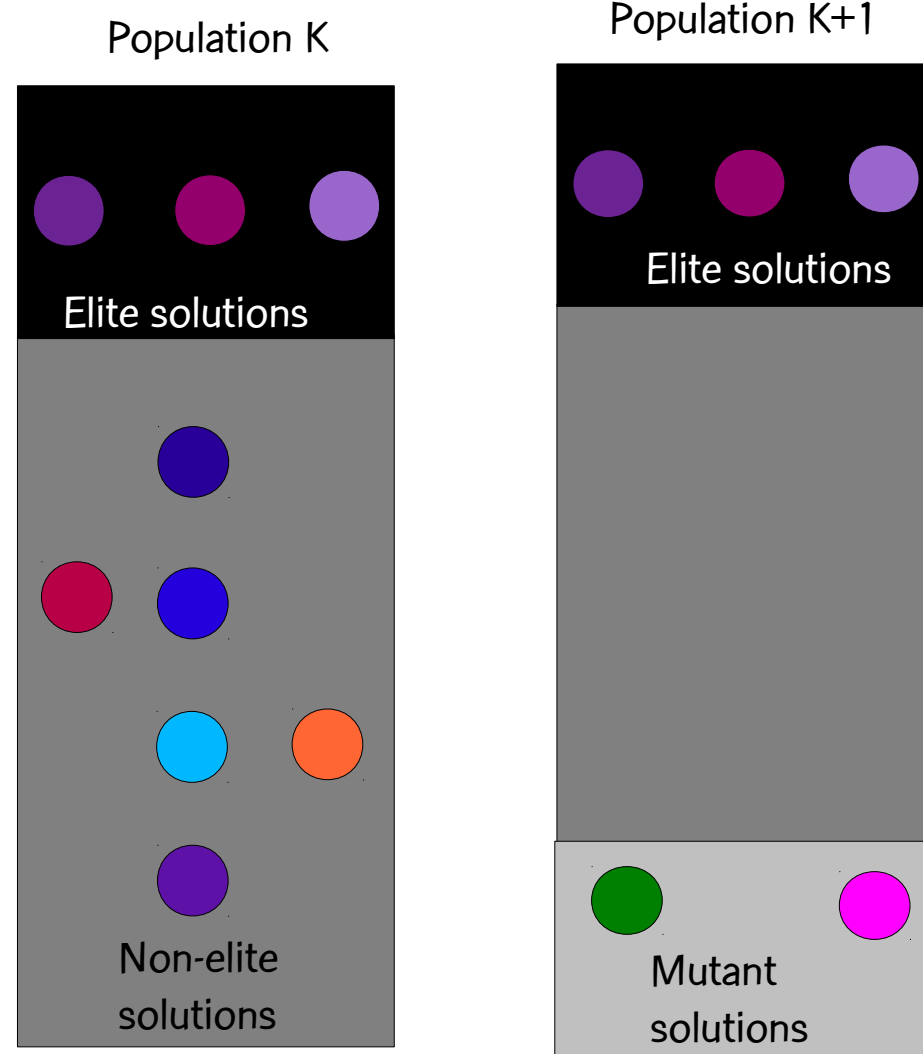 Population K
Population K+1
Elite solutions
Elite solutions
Non-elite
solutions
Mutant
solutions